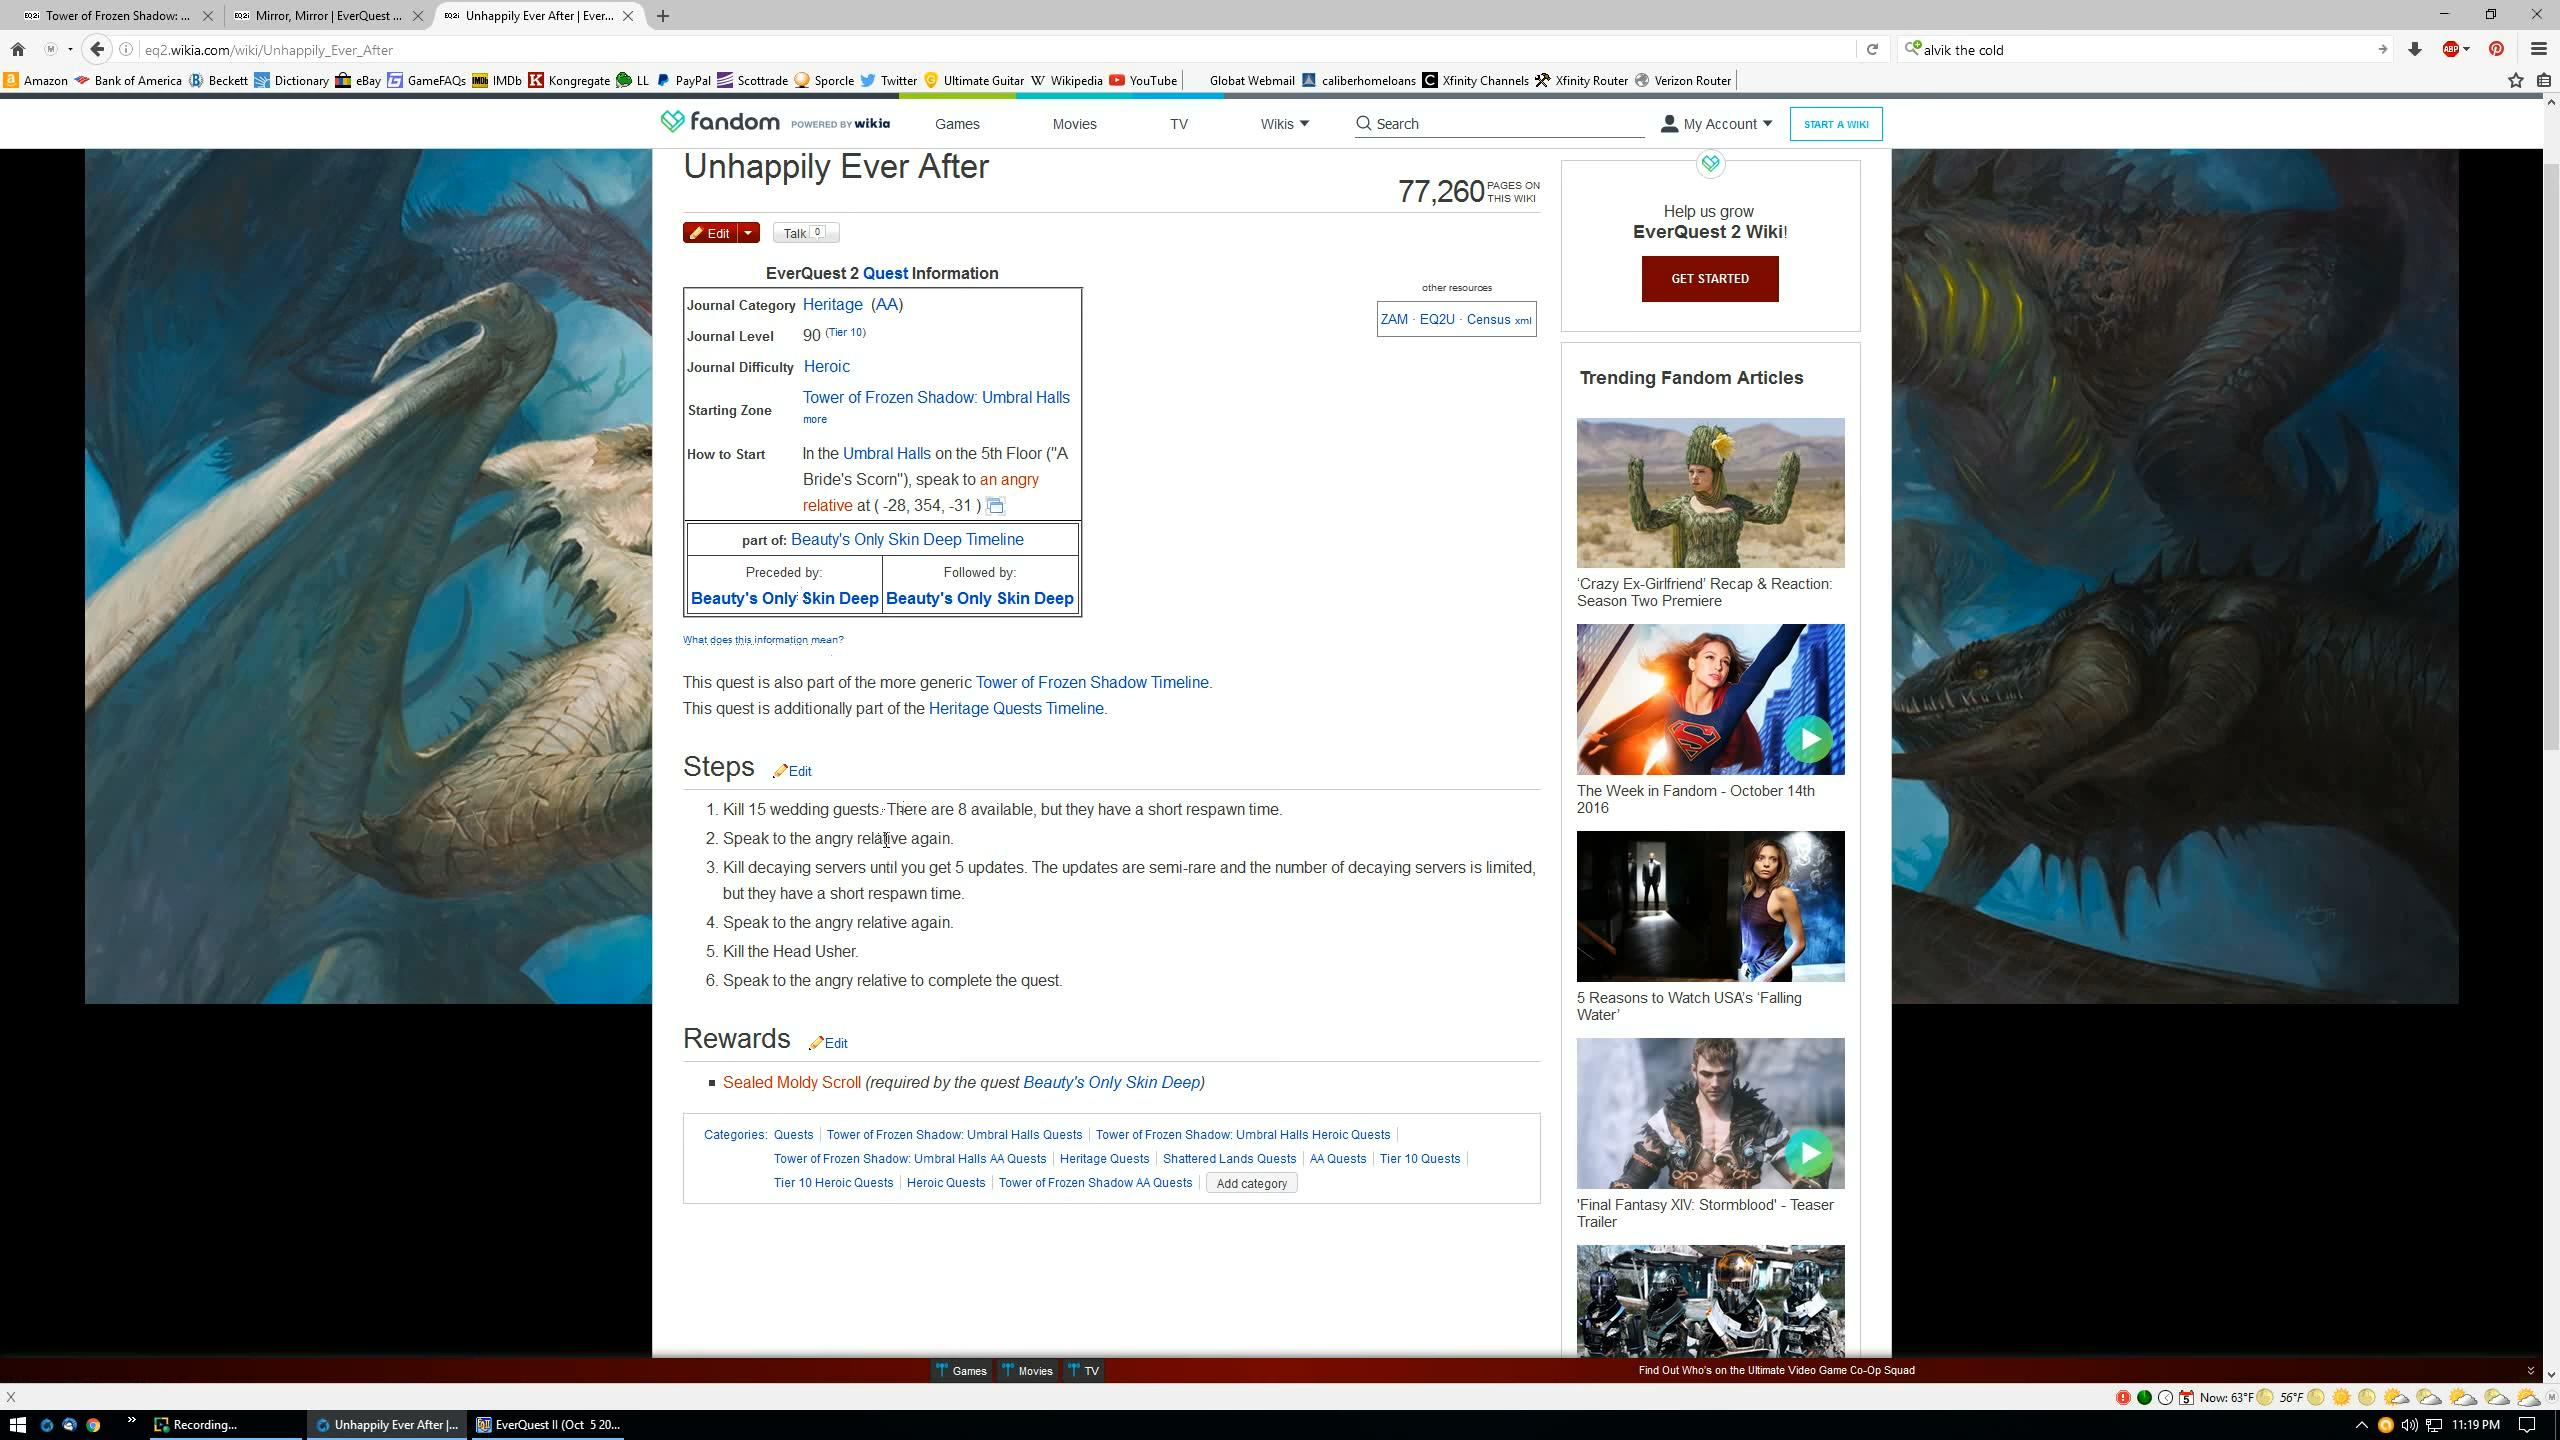 Tower of Frozen Shadow: ...
Mirror, Mirror | EverQuest ...
Unhappily Ever After | Ever...
eq2.wikia.com/wiki/Unhappily_Ever_After
alvik the cold
ABP
Amazon
Bank of America
Beckett
Dictionary
eBay
GameFAQs
IMDb
Kongregate
LL
PayPal
Scottrade
Sporcle
Twitter
Ultimate Guitar
Wikipedia
YouTube
Globat Webmail
caliberhomeloans
Xfinity Channels
Xfinity Router
Verizon Router
fandom POWERED BY wikia
Games
Movies
TV
Wikis
Search
My Account
START A WIKI
Unhappily Ever After
77,260 PAGES ON THIS WIKI
Edit
Talk 0
EverQuest 2 Quest Information
Journal Category Heritage (AA)
Journal Level 90 (Tier 10)
Journal Difficulty Heroic
Starting Zone Tower of Frozen Shadow: Umbral Halls
more
How to Start In the Umbral Halls on the 5th Floor ("A
Bride's Scorn"), speak to an angry
relative at ( -28, 354, -31 )
part of: Beauty's Only Skin Deep Timeline
Preceded by:
Beauty's Only Skin Deep
Followed by:
Beauty's Only Skin Deep
What does this information mean?
other resources
ZAM · EQ2U · Census xml
This quest is also part of the more generic Tower of Frozen Shadow Timeline.
This quest is additionally part of the Heritage Quests Timeline.
Steps Edit
1. Kill 15 wedding guests. There are 8 available, but they have a short respawn time.
2. Speak to the angry relative again.
3. Kill decaying servers until you get 5 updates. The updates are semi-rare and the number of decaying servers is limited,
but they have a short respawn time.
4. Speak to the angry relative again.
5. Kill the Head Usher.
6. Speak to the angry relative to complete the quest.
Rewards Edit
Sealed Moldy Scroll (required by the quest Beauty's Only Skin Deep)
Categories: Quests | Tower of Frozen Shadow: Umbral Halls Quests | Tower of Frozen Shadow: Umbral Halls Heroic Quests |
Tower of Frozen Shadow: Umbral Halls AA Quests | Heritage Quests | Shattered Lands Quests | AA Quests | Tier 10 Quests |
Tier 10 Heroic Quests | Heroic Quests | Tower of Frozen Shadow AA Quests | Add category
Help us grow
EverQuest 2 Wiki!
GET STARTED
Trending Fandom Articles
'Crazy Ex-Girlfriend' Recap & Reaction:
Season Two Premiere
The Week in Fandom - October 14th
2016
5 Reasons to Watch USA's 'Falling
Water'
'Final Fantasy XIV: Stormblood' - Teaser
Trailer
Games
Movies
TV
Find Out Who's on the Ultimate Video Game Co-Op Squad
X
5
Now: 63°F
56°F
Recording...
Unhappily Ever After |...
EverQuest II (Oct 5 20...
11:19 PM